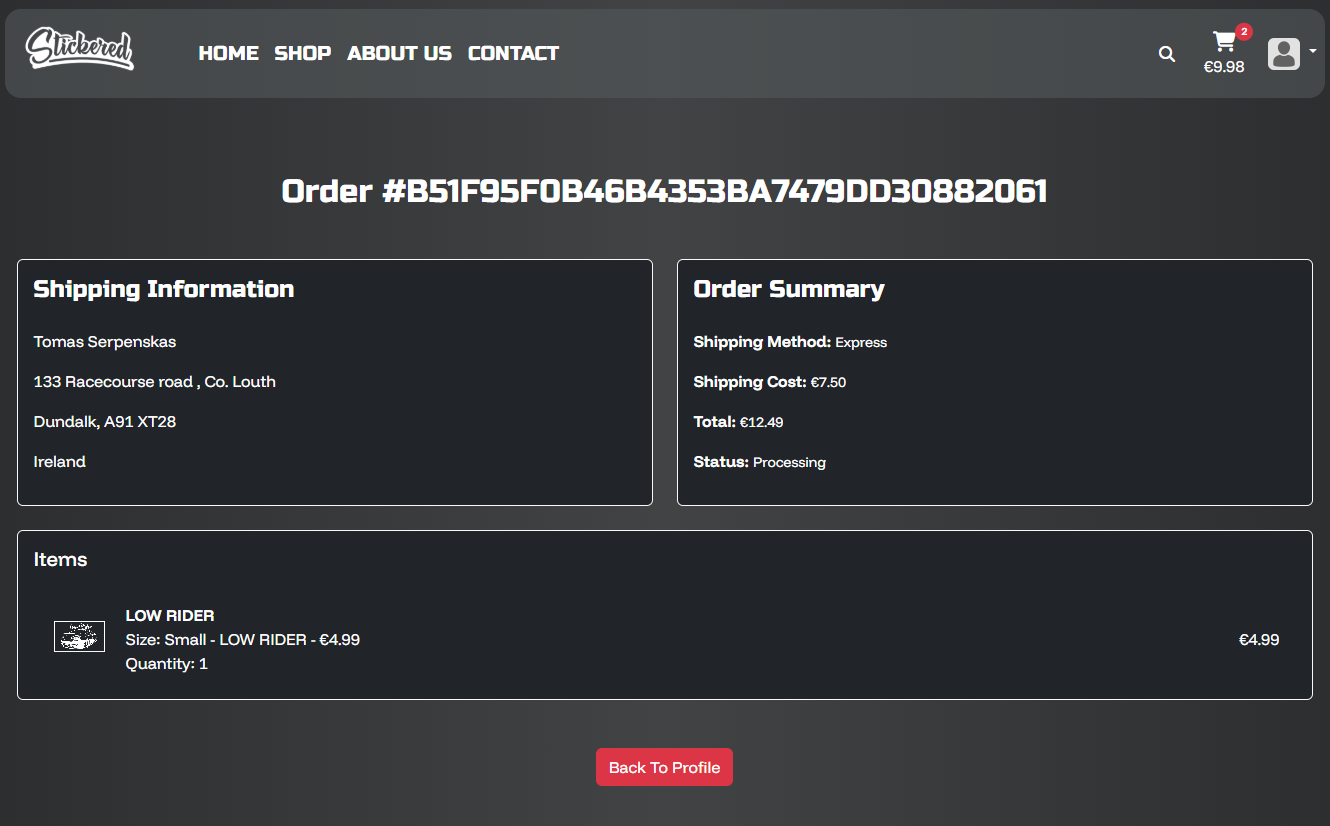 Stickered
HOME SHOP ABOUT US CONTACT
2
€9.98
Order #B51F95F0B46B4353BA7479DD30882061
Shipping Information
Tomas Serpenskas
133 Racecourse road , Co. Louth
Dundalk, A91 XT28
Ireland
Order Summary
Shipping Method: Express
Shipping Cost: €7.50
Total: €12.49
Status: Processing
Items
LOW RIDER
Size: Small - LOW RIDER - €4.99
Quantity: 1
€4.99
Back To Profile